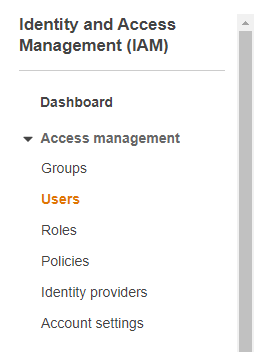 Identity and Access
Management (IAM)
Dashboard
Access management
Groups
Users
Roles
Policies
Identity providers
Account settings